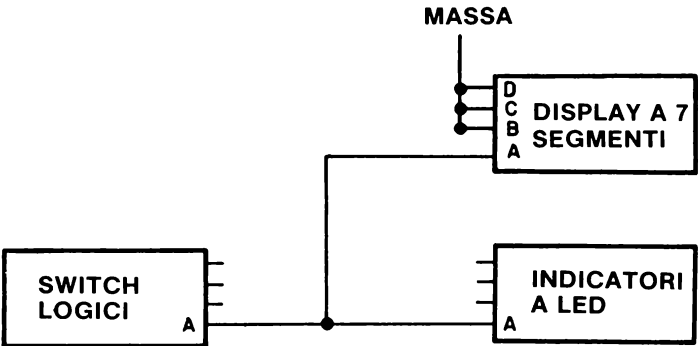 MASSA
D
C
B
A
DISPLAY A 7
SEGMENTI
SWITCH
LOGICI
A
INDICATORI
A LED
A